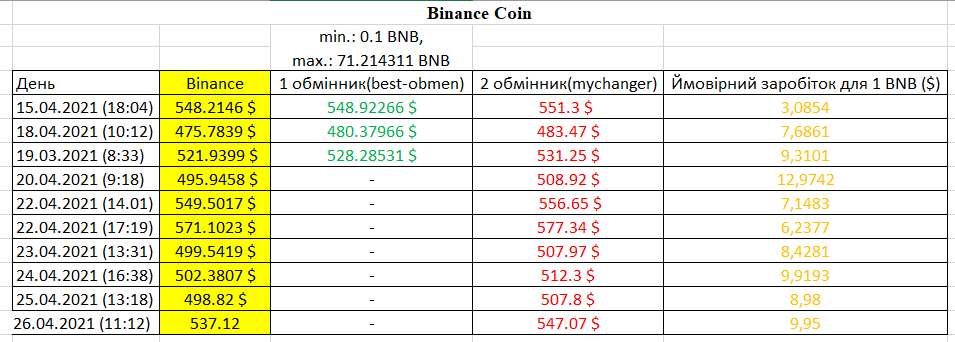 Binance Coin
min.: 0.1 BNB,
max.: 71.214311 BNB
День Binance 1 обмінник(best-obmen) 2 обмінник(mychanger) Ймовірний заробіток для 1 BNB ($)
15.04.2021 (18:04) 548.2146 $ 548.92266 $ 551.3 $ 3,0854
18.04.2021 (10:12) 475.7839 $ 480.37966 $ 483.47 $ 7,6861
19.03.2021 (8:33) 521.9399 $ 528.28531 $ 531.25 $ 9,3101
20.04.2021 (9:18) 495.9458 $ - 508.92 $ 12,9742
22.04.2021 (14.01) 549.5017 $ - 556.65 $ 7,1483
22.04.2021 (17:19) 571.1023 $ - 577.34 $ 6,2377
23.04.2021 (13:31) 499.5419 $ - 507.97 $ 8,4281
24.04.2021 (16:38) 502.3807 $ - 512.3 $ 9,9193
25.04.2021 (13:18) 498.82 $ - 507.8 $ 8,98
26.04.2021 (11:12) 537.12 - 547.07 $ 9,95